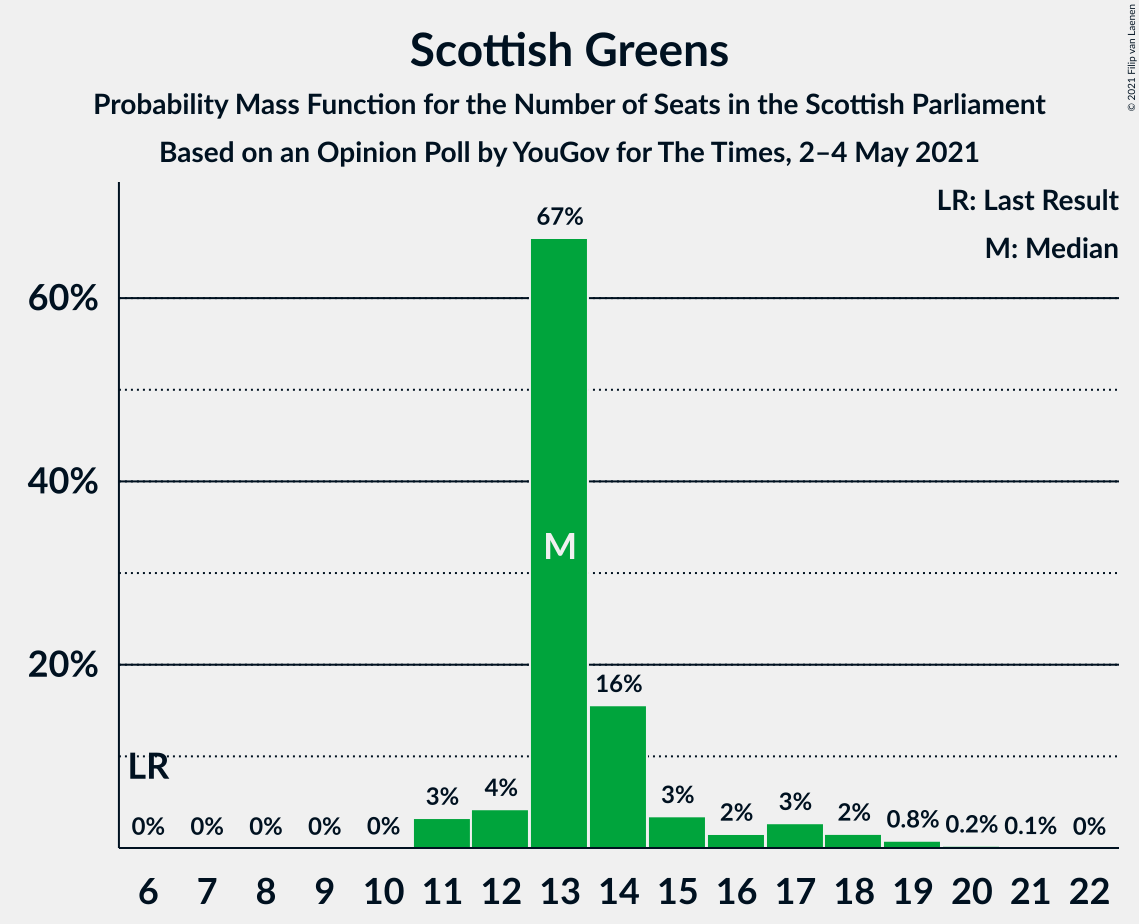 Scottish Greens
Probability Mass Function for the Number of Seats in the Scottish Parliament
Based on an Opinion Poll by YouGov for The Times, 2–4 May 2021
© 2021 Filip van Laenen
LR: Last Result
M: Median
60%
40%
20%
LR
M
0% 0% 0% 0% 0% 3% 4% 67% 16% 3% 2% 3% 2% 0.8% 0.2% 0.1% 0%
6 7 8 9 10 11 12 13 14 15 16 17 18 19 20 21 22